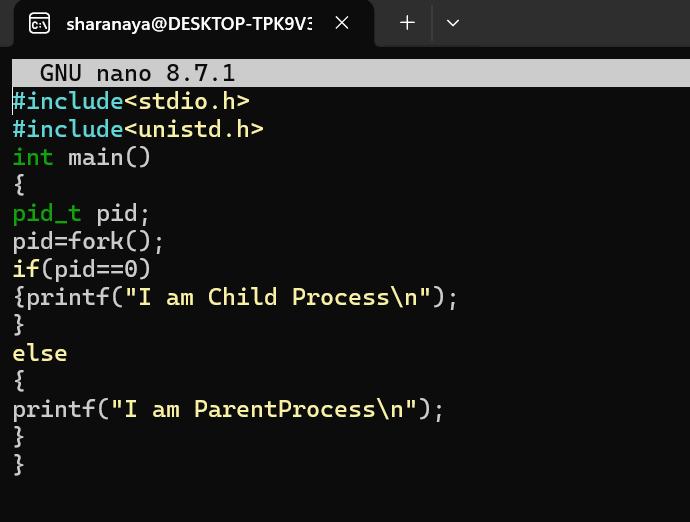 sharanaya@DESKTOP-TPK9V3
GNU nano 8.7.1
#include<stdio.h>
#include<unistd.h>
int main()
{
pid_t pid;
pid=fork();
if(pid==0)
{printf("I am Child Process\n");
}
else
{
printf("I am ParentProcess\n");
}
}